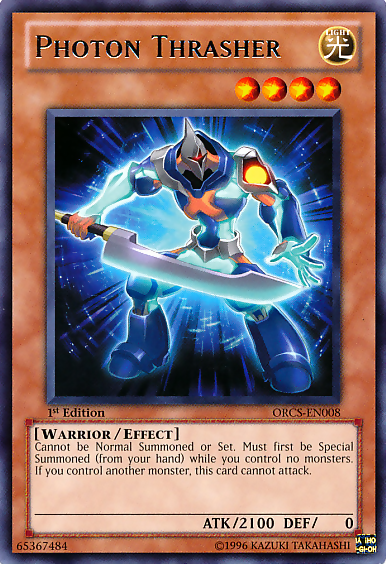 PHOTON THRASHER
LIGHT
光
1st Edition
ORCS-EN008
[WARRIOR / EFFECT]
Cannot be Normal Summoned or Set. Must first be Special
Summoned (from your hand) while you control no monsters.
If you control another monster, this card cannot attack.
ATK/2100 DEF/ 0
65367484
©1996 KAZUKI TAKAHASHI